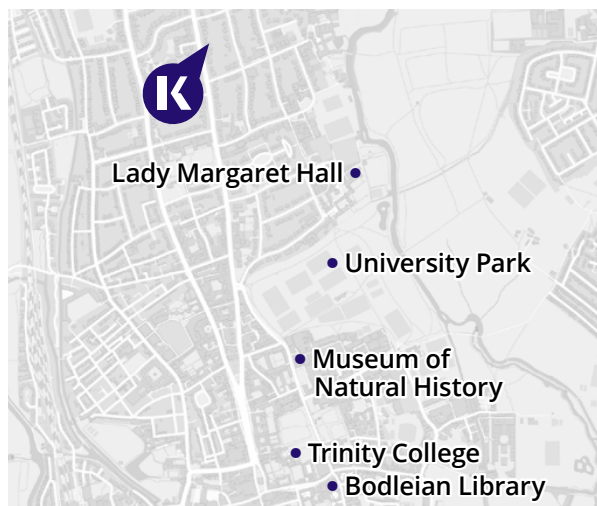 K
Lady Margaret Hall
University Park
Museum of
Natural History
Trinity College
Bodleian Library